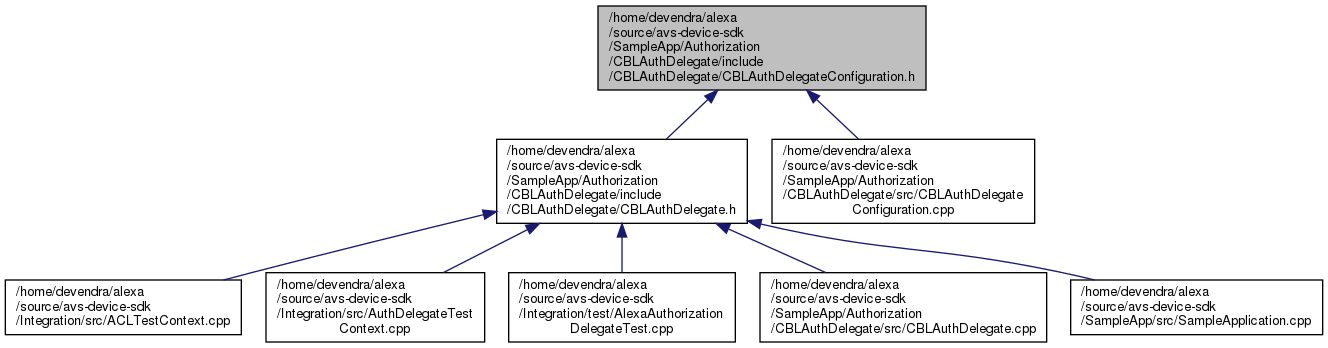 /home/devendra/alexa
/source/avs-device-sdk
/SampleApp/Authorization
/CBLAuthDelegate/include
/CBLAuthDelegate/CBLAuthDelegateConfiguration.h
/home/devendra/alexa
/source/avs-device-sdk
/SampleApp/Authorization
/CBLAuthDelegate/include
/CBLAuthDelegate/CBLAuthDelegate.h
/home/devendra/alexa
/source/avs-device-sdk
/SampleApp/Authorization
/CBLAuthDelegate/src/CBLAuthDelegate
Configuration.cpp
/home/devendra/alexa
/source/avs-device-sdk
/Integration/src/ACLTestContext.cpp
/home/devendra/alexa
/source/avs-device-sdk
/Integration/src/AuthDelegateTest
Context.cpp
/home/devendra/alexa
/source/avs-device-sdk
/Integration/test/AlexaAuthorization
DelegateTest.cpp
/home/devendra/alexa
/source/avs-device-sdk
/SampleApp/Authorization
/CBLAuthDelegate/src/CBLAuthDelegate.cpp
/home/devendra/alexa
/source/avs-device-sdk
/SampleApp/src/SampleApplication.cpp